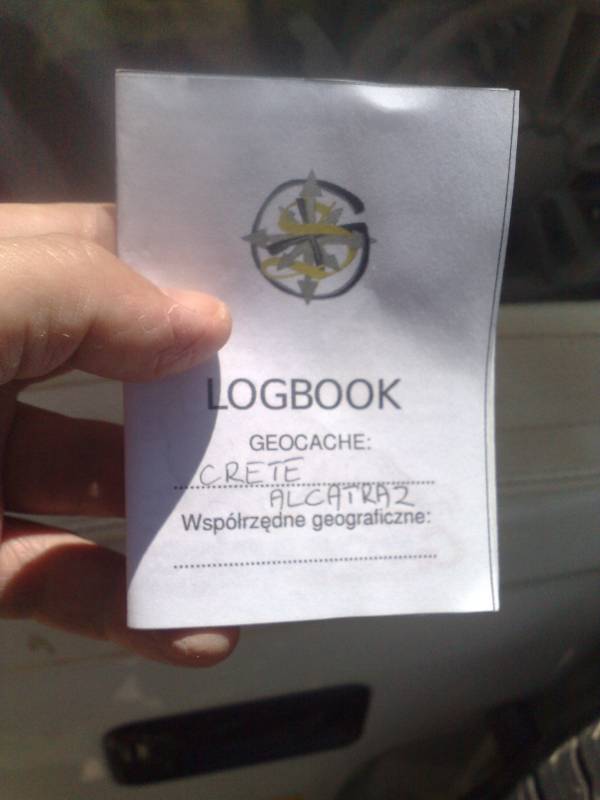 LOGBOOK
GEOCACHE:
CRETE
ALCATRAZ
Współrzędne geograficzne: